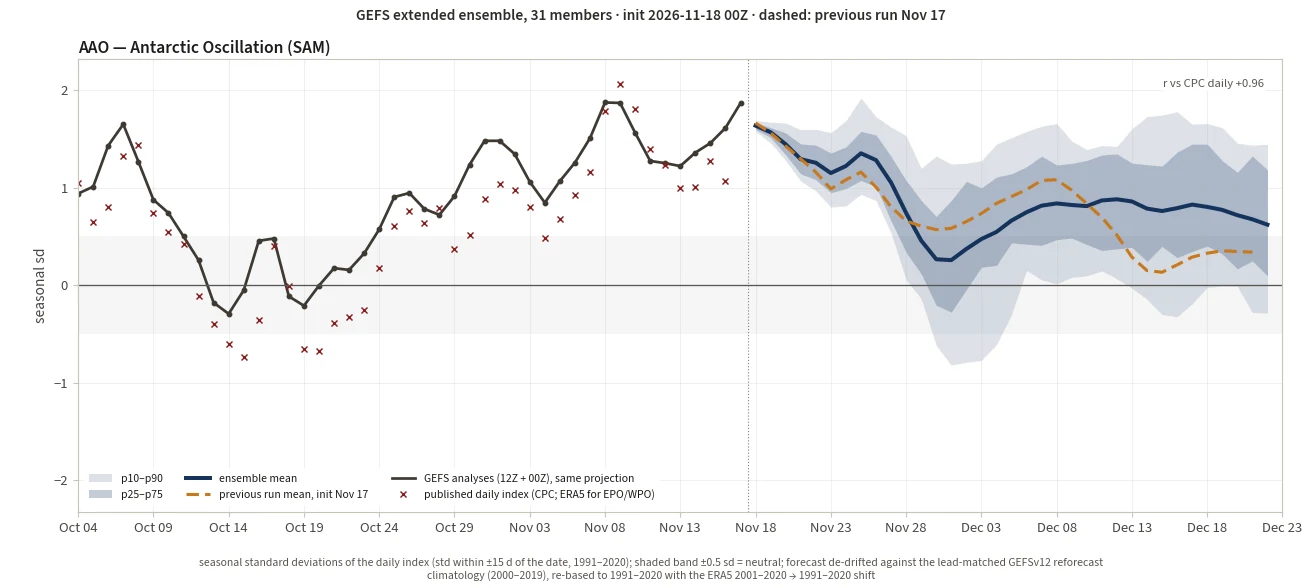 GEFS extended ensemble, 31 members · init 2026-11-18 00Z · dashed: previous run Nov 17
AAO — Antarctic Oscillation (SAM)
r vs CPC daily +0.96
seasonal sd
2
1
0
−1
−2
p10–p90
p25–p75
ensemble mean
previous run mean, init Nov 17
GEFS analyses (12Z + 00Z), same projection
published daily index (CPC; ERA5 for EPO/WPO)
Oct 04 Oct 09 Oct 14 Oct 19 Oct 24 Oct 29 Nov 03 Nov 08 Nov 13 Nov 18 Nov 23 Nov 28 Dec 03 Dec 08 Dec 13 Dec 18 Dec 23
seasonal standard deviations of the daily index (std within ±15 d of the date, 1991–2020); shaded band ±0.5 sd = neutral; forecast de-drifted against the lead-matched GEFSv12 reforecast
climatology (2000–2019), re-based to 1991–2020 with the ERA5 2001–2020 → 1991–2020 shift